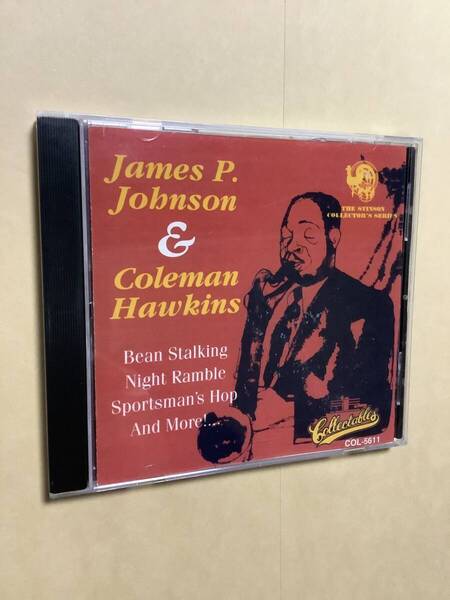 James P.
Johnson
&
Coleman
Hawkins
Bean Stalking
Night Ramble
Sportsman's Hop
And More!....
THE STINSON
COLLECTOR'S SERIES
Collectables
COL-5611